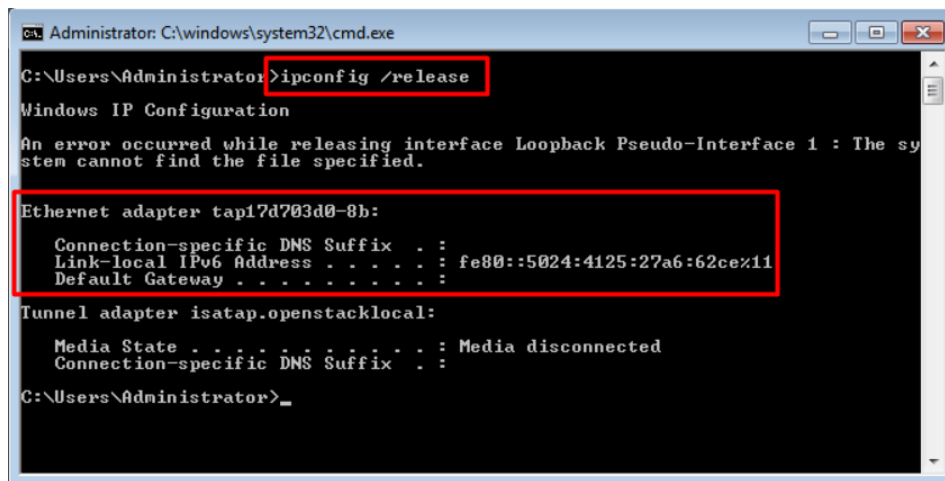 Administrator: C:\windows\system32\cmd.exe
C:\Users\Administrator>ipconfig /release
Windows IP Configuration
An error occurred while releasing interface Loopback Pseudo-Interface 1 : The sy
stem cannot find the file specified.
Ethernet adapter tap17d703d0-8b:
Connection-specific DNS Suffix . :
Link-local IPv6 Address . . . . . : fe80::5024:4125:27a6:62ce%11
Default Gateway . . . . . . . . . :
Tunnel adapter isatap.openstacklocal:
Media State . . . . . . . . . . . : Media disconnected
Connection-specific DNS Suffix . :
C:\Users\Administrator>_